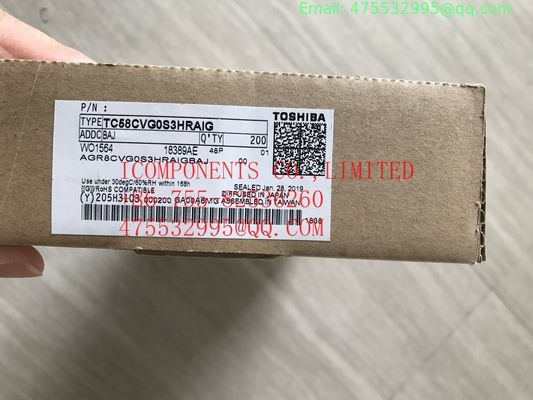 Email: 475532995@qq.com
P/N :
TOSHIBA
TYPE TC58CVG0S3HRAIG
ADDC BAJ Q'TY 200
WO1564 18389AE 48P 01
AGR8CVG0S3HRAIGBAJ 00
ICOMPONENTS CO., LIMITED
Use under 30degC/60%RH within 168h
SEALED Jan. 28, 2019
[[G]]/RoHS COMPATIBLE DIFFUSED IN JAPAN
(Y)205H3103 000200 ASSEMBLED IN TAIWAN
475532995@QQ.COM